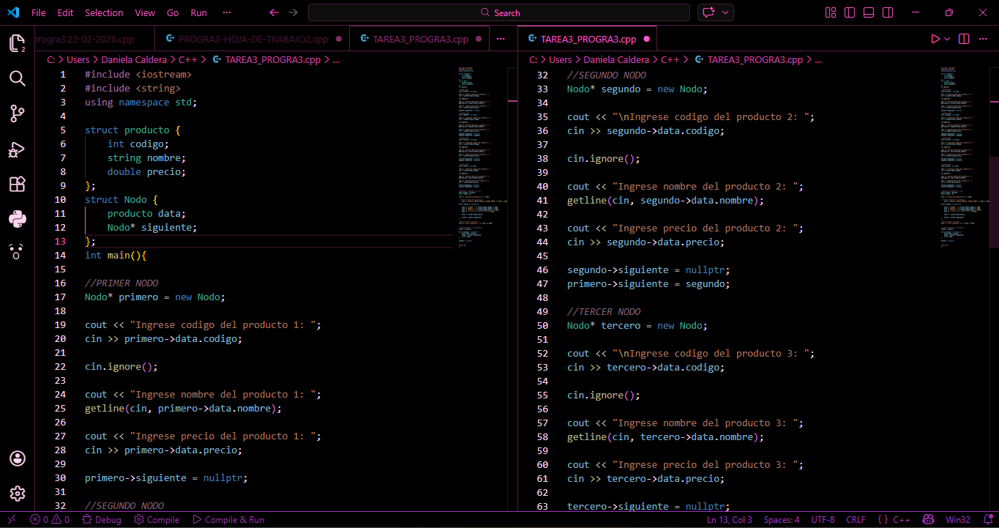 File Edit Selection View Go Run ··· Search
progra3.22-02-2026.cpp PROGRA3-HOJA-DE-TRABAJO2.cpp TAREA3_PROGRA3.cpp ··· TAREA3_PROGRA3.cpp ···
C: > Users > Daniela Caldera > C++ > TAREA3_PROGRA3.cpp > ...
1 #include <iostream>
2 #include <string>
3 using namespace std;
4
5 struct producto {
6 int codigo;
7 string nombre;
8 double precio;
9 };
10 struct Nodo {
11 producto data;
12 Nodo* siguiente;
13 };
14 int main(){
15
16 //PRIMER NODO
17 Nodo* primero = new Nodo;
18
19 cout << "Ingrese codigo del producto 1: ";
20 cin >> primero->data.codigo;
21
22 cin.ignore();
23
24 cout << "Ingrese nombre del producto 1: ";
25 getline(cin, primero->data.nombre);
26
27 cout << "Ingrese precio del producto 1: ";
28 cin >> primero->data.precio;
29
30 primero->siguiente = nullptr;
31
32 //SEGUNDO NODO
C: > Users > Daniela Caldera > C++ > TAREA3_PROGRA3.cpp > ...
32 //SEGUNDO NODO
33 Nodo* segundo = new Nodo;
34
35 cout << "\nIngrese codigo del producto 2: ";
36 cin >> segundo->data.codigo;
37
38 cin.ignore();
39
40 cout << "Ingrese nombre del producto 2: ";
41 getline(cin, segundo->data.nombre);
42
43 cout << "Ingrese precio del producto 2: ";
44 cin >> segundo->data.precio;
45
46 segundo->siguiente = nullptr;
47 primero->siguiente = segundo;
48
49 //TERCER NODO
50 Nodo* tercero = new Nodo;
51
52 cout << "\nIngrese codigo del producto 3: ";
53 cin >> tercero->data.codigo;
54
55 cin.ignore();
56
57 cout << "Ingrese nombre del producto 3: ";
58 getline(cin, tercero->data.nombre);
59
60 cout << "Ingrese precio del producto 3: ";
61 cin >> tercero->data.precio;
62
63 tercero->siguiente = nullptr;
2
0 0 Debug Compile Compile & Run Ln 13, Col 3 Spaces: 4 UTF-8 CRLF {} C++ Win32